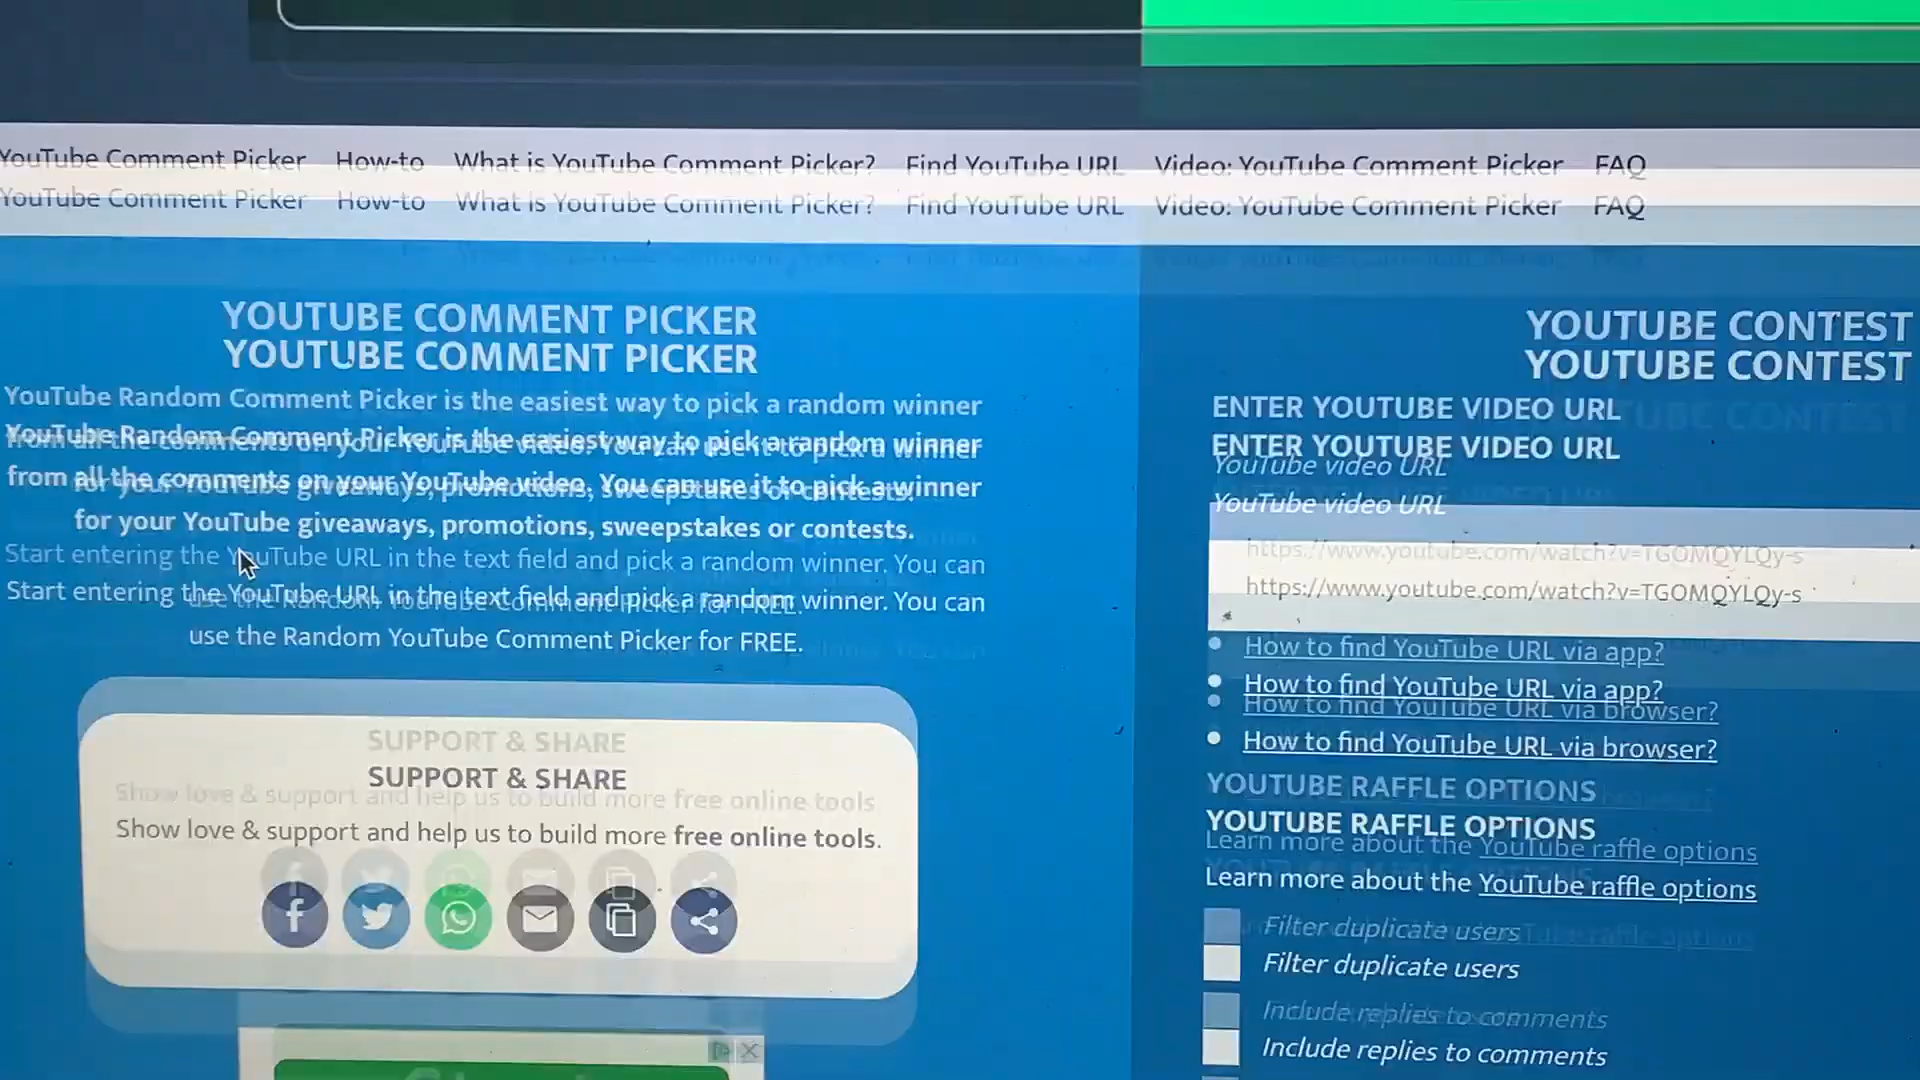 YouTube Comment Picker How-to What is YouTube Comment Picker? Find YouTube URL Video: YouTube Comment Picker FAQ
YOUTUBE COMMENT PICKER
YouTube Random Comment Picker is the easiest way to pick a random winner
from all the comments on your YouTube video. You can use it to pick a winner
for your YouTube giveaways, promotions, sweepstakes or contests.
Start entering the YouTube URL in the text field and pick a random winner. You can
use the Random YouTube Comment Picker for FREE.
SUPPORT & SHARE
Show love & support and help us to build more free online tools.
YOUTUBE CONTEST
ENTER YOUTUBE VIDEO URL
YouTube video URL
https://www.youtube.com/watch?v=TGOMQYLQy-s
How to find YouTube URL via app?
How to find YouTube URL via browser?
YOUTUBE RAFFLE OPTIONS
Learn more about the YouTube raffle options
Filter duplicate users
Include replies to comments